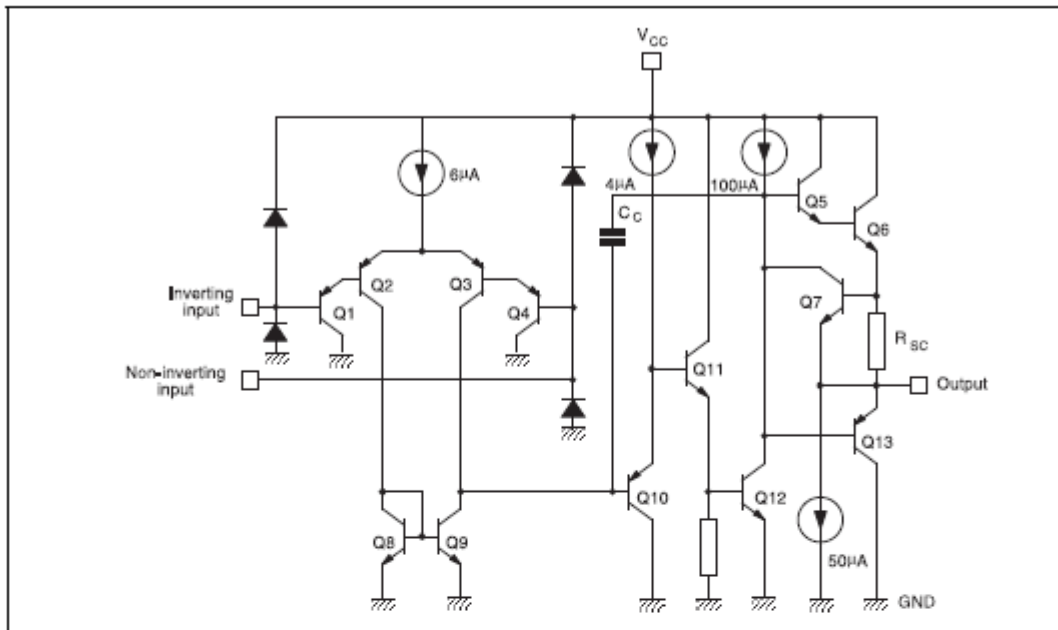 VCC
6µA
4µA
100µA
CC
Q5
Q6
Q2
Q3
Q7
Inverting
input
Q1
Q4
RSC
Q11
Non-inverting
input
Output
Q13
Q10
Q12
Q8
Q9
50µA
GND